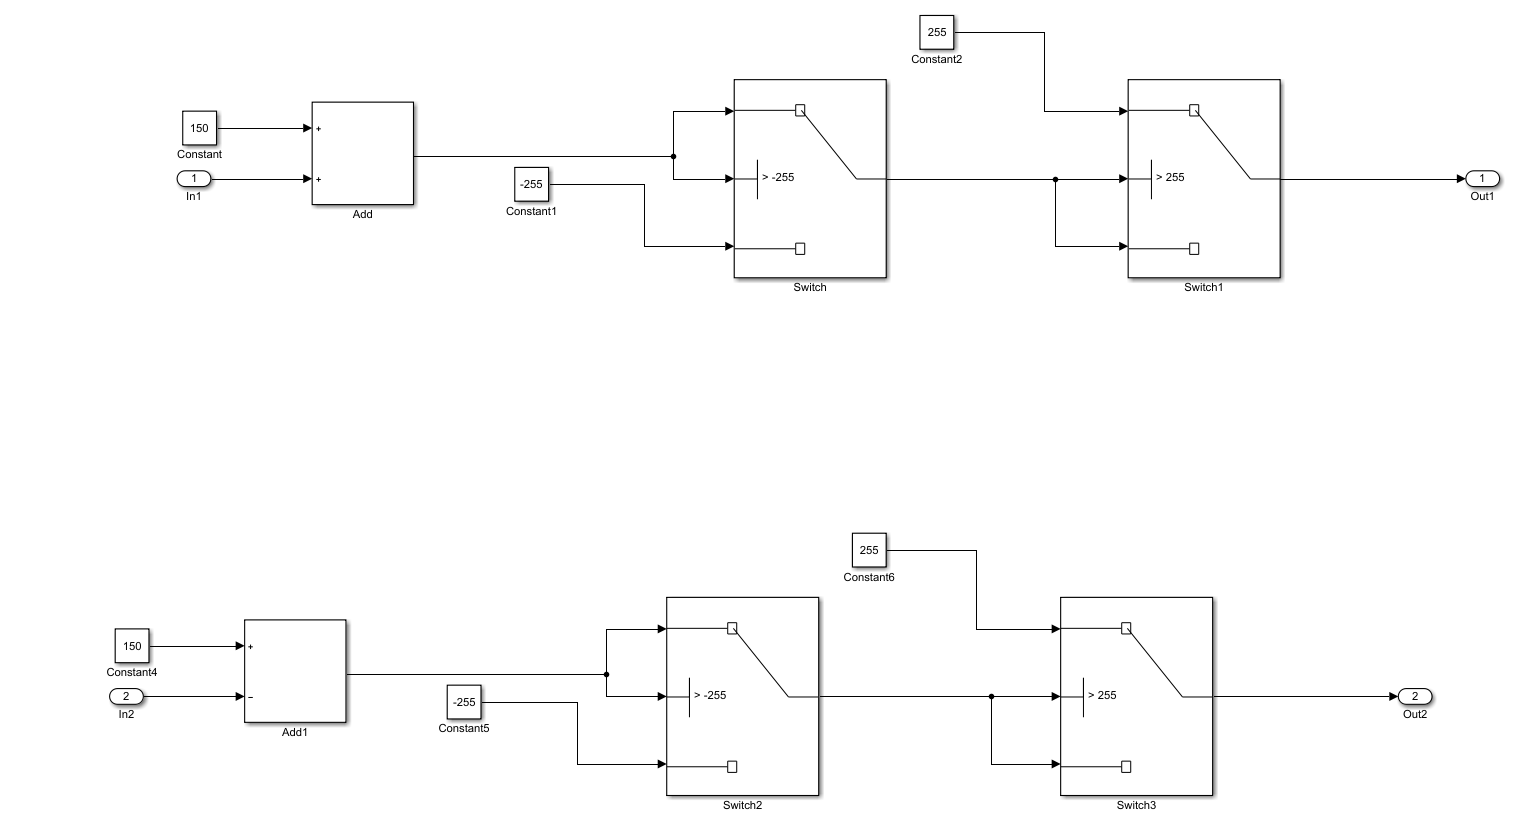 255
Constant2
150
Constant
+
+
1
In1
Add
-255
Constant1
> -255
Switch
> 255
Switch1
1
Out1
255
Constant6
150
Constant4
+
−
2
In2
Add1
-255
Constant5
> -255
Switch2
> 255
Switch3
2
Out2